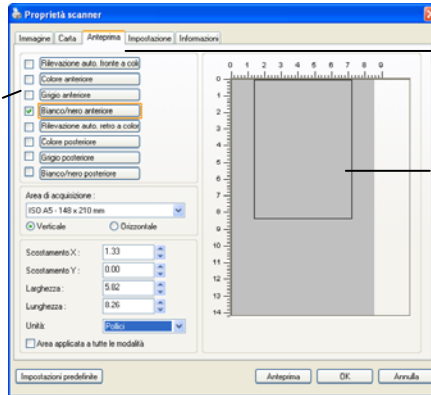 Proprietà scanner
Immagine Carta Anteprima Impostazione Informazioni
Rilevazione auto. fronte a colo
Colore anteriore
Grigio anteriore
Bianco/nero anteriore
Rilevazione auto. retro a color
Colore posteriore
Grigio posteriore
Bianco/nero posteriore
Area di acquisizione :
ISO A5 - 148 x 210 mm
Verticale Orizzontale
Scostamento X : 1.33
Scostamento Y : 0.00
Larghezza : 5.82
Lunghezza : 8.26
Unità: Pollici
Area applicata a tutte le modalità
0 1 2 3 4 5 6 7 8 9
0
1
2
3
4
5
6
7
8
9
10
11
12
13
14
Impostazioni predefinite Anteprima OK Annulla